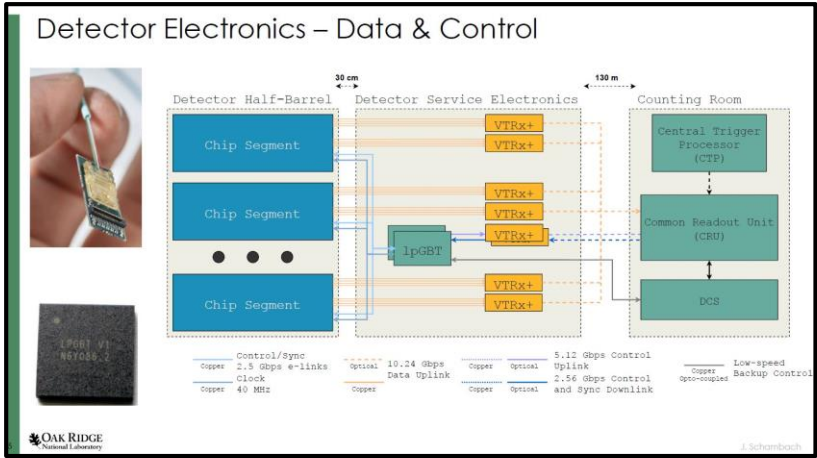 Detector Electronics – Data & Control
30 cm
130 m
Detector Half-Barrel
Detector Service Electronics
Counting Room
Chip Segment
VTRx+
VTRx+
Central Trigger
Processor
(CTP)
Chip Segment
VTRx+
VTRx+
VTRx+
lpGBT
Common Readout Unit
(CRU)
Chip Segment
VTRx+
VTRx+
DCS
LPGBT V1
N6Y086.2
Control/Sync
Copper 2.5 Gbps e-links
Clock
Copper 40 MHz
Optical 10.24 Gbps
Data Uplink
Copper
5.12 Gbps Control
Copper Optical Uplink
2.56 Gbps Control
Copper Optical and Sync Downlink
Low-speed
Copper Backup Control
Opto-coupled
OAK RIDGE
National Laboratory
J. Schambach